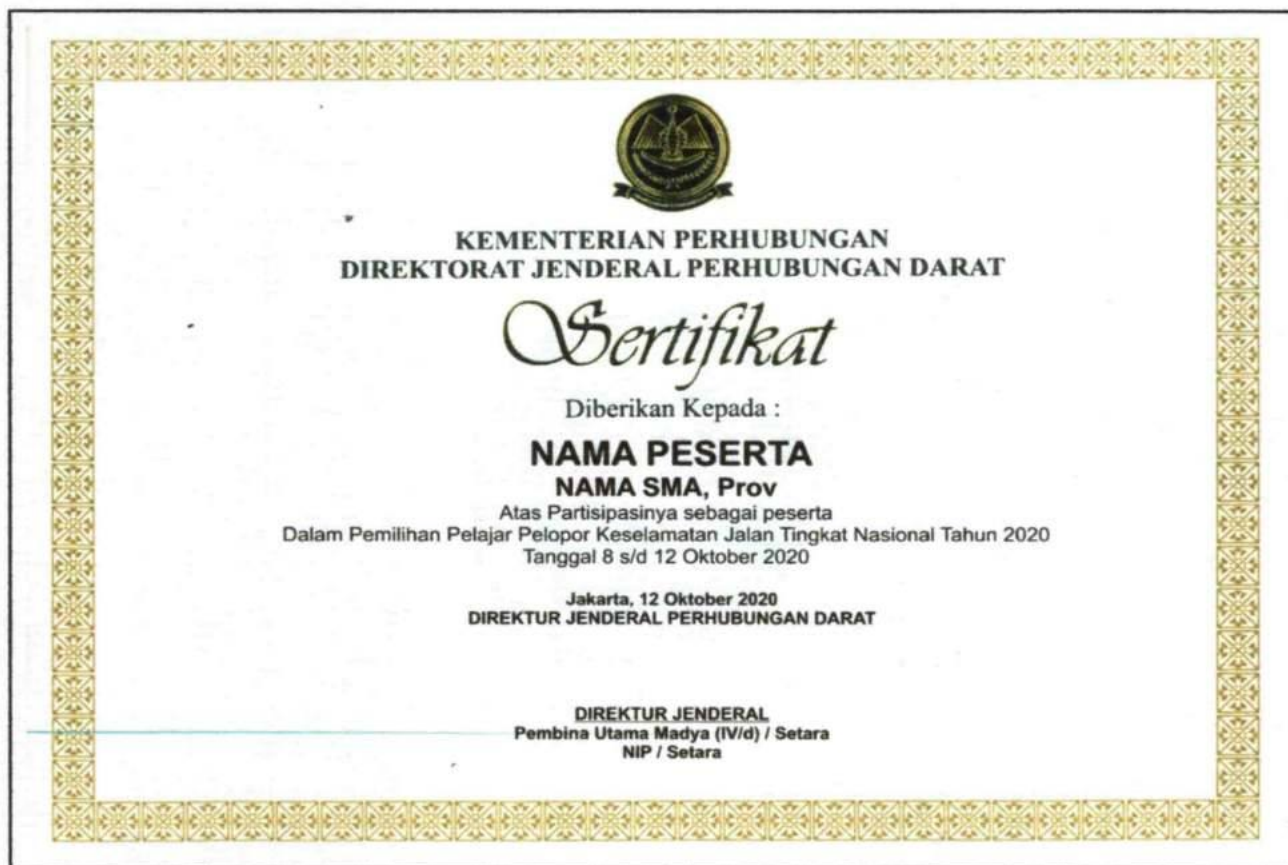 KEMENTERIAN PERHUBUNGAN
DIREKTORAT JENDERAL PERHUBUNGAN DARAT
Sertifikat
Diberikan Kepada :
NAMA PESERTA
NAMA SMA, Prov
Atas Partisipasinya sebagai peserta
Dalam Pemilihan Pelajar Pelopor Keselamatan Jalan Tingkat Nasional Tahun 2020
Tanggal 8 s/d 12 Oktober 2020
Jakarta, 12 Oktober 2020
DIREKTUR JENDERAL PERHUBUNGAN DARAT
DIREKTUR JENDERAL
Pembina Utama Madya (IV/d) / Setara
NIP / Setara